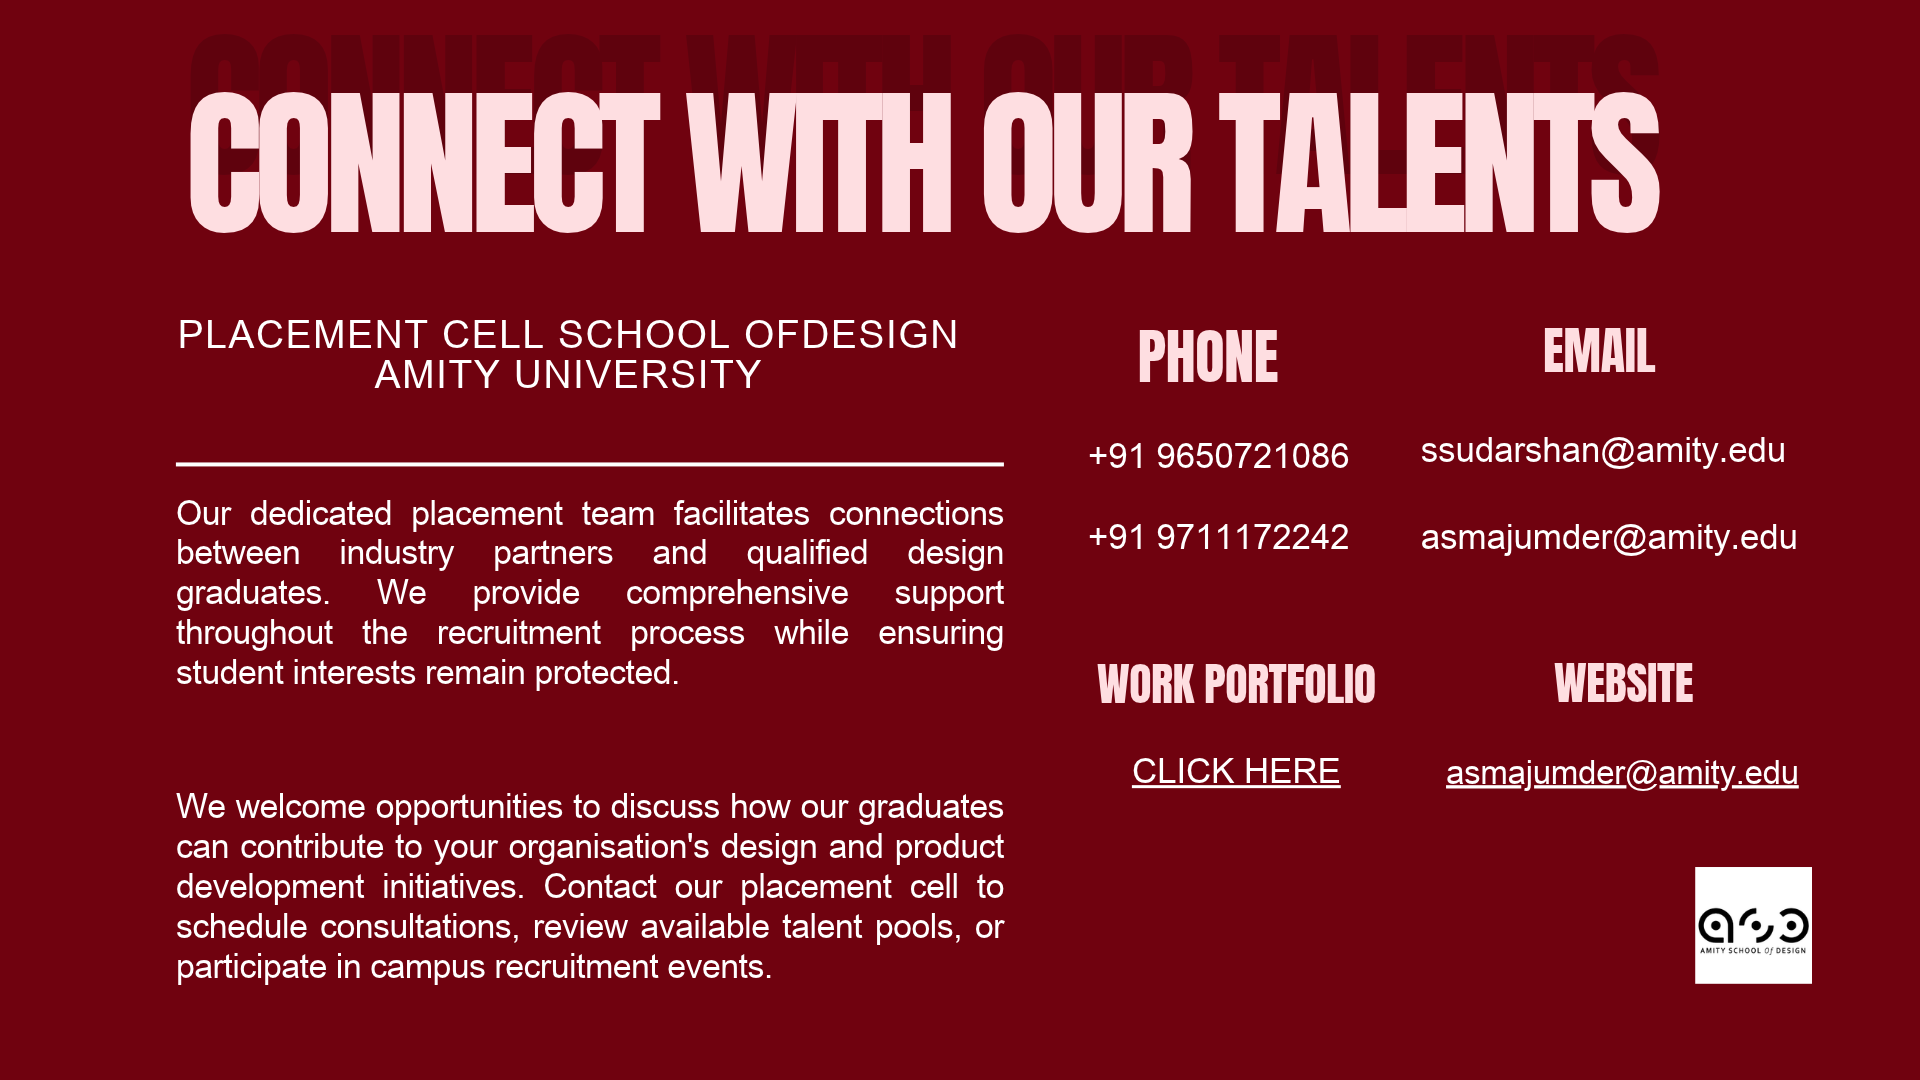 CONNECT WITH OUR TALENTS
PLACEMENT CELL SCHOOL OFDESIGN
AMITY UNIVERSITY
Our dedicated placement team facilitates connections
between industry partners and qualified design
graduates. We provide comprehensive support
throughout the recruitment process while ensuring
student interests remain protected.
We welcome opportunities to discuss how our graduates
can contribute to your organisation's design and product
development initiatives. Contact our placement cell to
schedule consultations, review available talent pools, or
participate in campus recruitment events.
PHONE
+91 9650721086
+91 9711172242
EMAIL
ssudarshan@amity.edu
asmajumder@amity.edu
WORK PORTFOLIO
CLICK HERE
WEBSITE
asmajumder@amity.edu
asd
AMITY SCHOOL of DESIGN